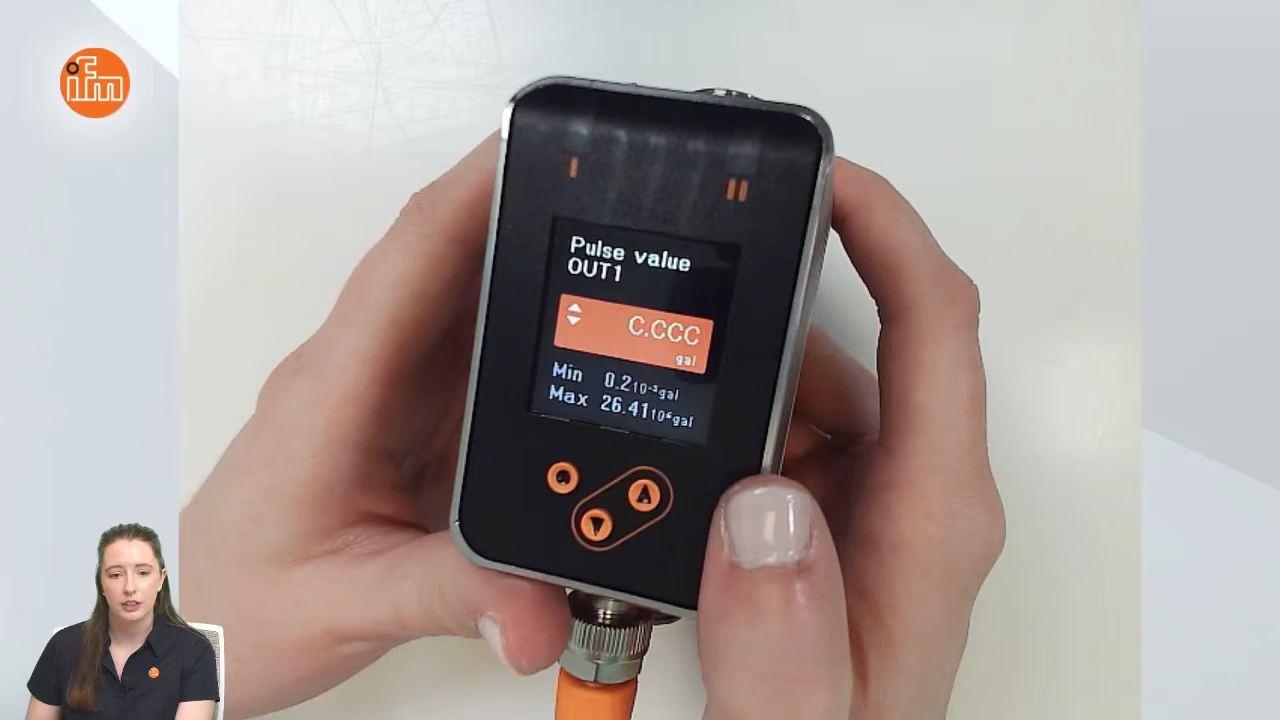 ifm
I
II
Pulse value
OUT1
C.CCC
gal
Min 0.2 10⁻³gal
Max 26.41 10⁶gal